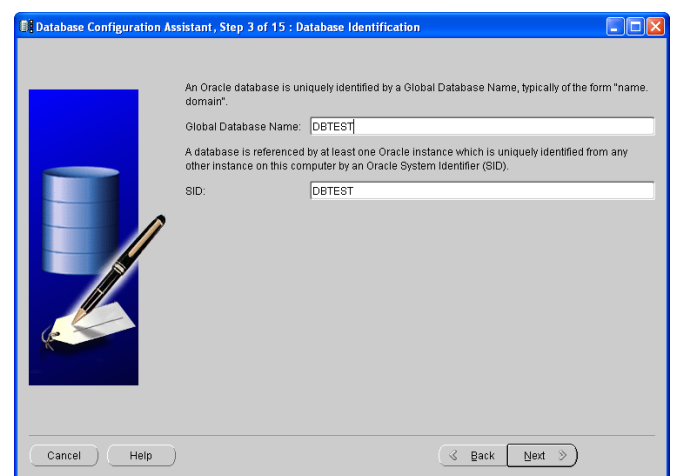 Database Configuration Assistant, Step 3 of 15 : Database Identification
An Oracle database is uniquely identified by a Global Database Name, typically of the form "name.
domain".
Global Database Name: DBTEST
A database is referenced by at least one Oracle instance which is uniquely identified from any
other instance on this computer by an Oracle System Identifier (SID).
SID: DBTEST
Cancel Help Back Next